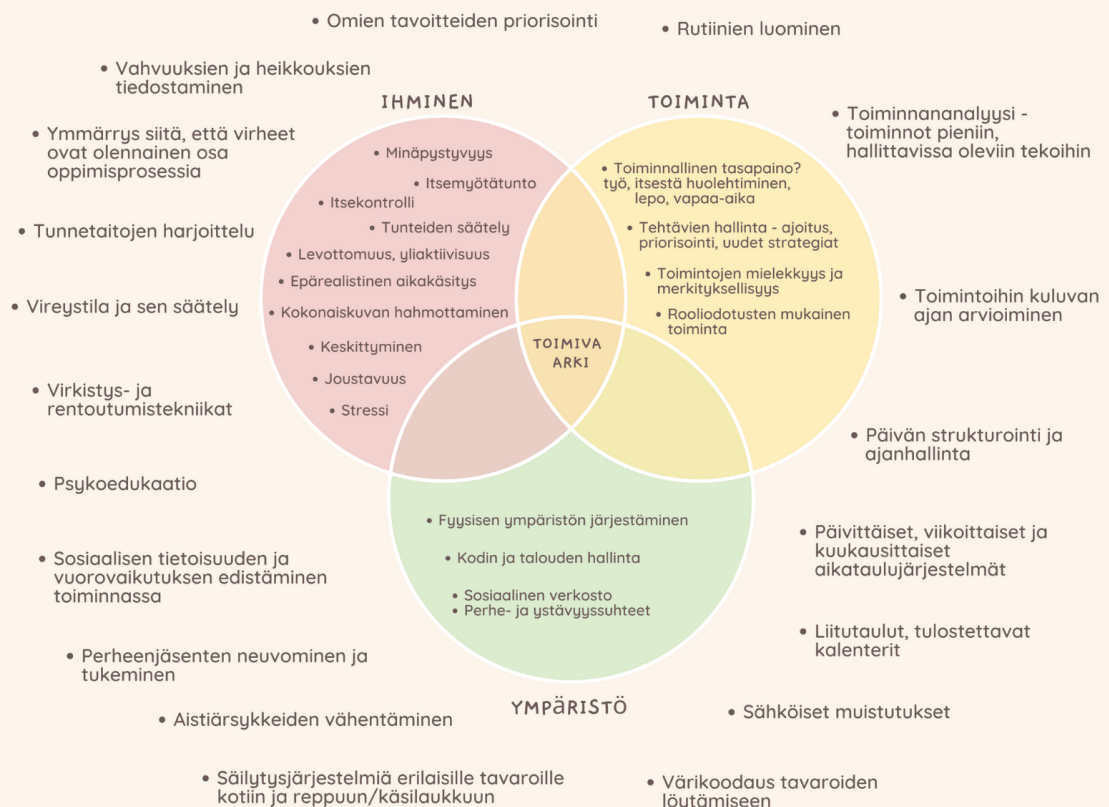 • Omien tavoitteiden priorisointi
• Rutiinien luominen
• Vahvuuksien ja heikkouksien
tiedostaminen
• Ymmärrys siitä, että virheet
ovat olennainen osa
oppimisprosessia
• Tunnetaitojen harjoittelu
• Vireystila ja sen säätely
• Virkistys- ja
rentoutumistekniikat
• Psykoedukaatio
• Sosiaalisen tietoisuuden ja
vuorovaikutuksen edistäminen
toiminnassa
• Perheenjäsenten neuvominen ja
tukeminen
• Aistiärsykkeiden vähentäminen
• Säilytysjärjestelmiä erilaisille tavaroille
kotiin ja reppuun/käsilaukkuun
IHMINEN
• Minäpystyvyys
• Itsemyötätunto
• Itsekontrolli
• Tunteiden säätely
• Levottomuus, yliaktiivisuus
• Epärealistinen aikakäsitys
• Kokonaiskuvan hahmottaminen
• Keskittyminen
• Joustavuus
• Stressi
TOIMINTA
• Toiminnallinen tasapaino?
työ, itsestä huolehtiminen,
lepo, vapaa-aika
• Tehtävien hallinta - ajoitus,
priorisointi, uudet strategiat
• Toimintojen mielekkyys ja
merkityksellisyys
• Rooliodotusten mukainen
toiminta
TOIMIVA
ARKI
• Fyysisen ympäristön järjestäminen
• Kodin ja talouden hallinta
• Sosiaalinen verkosto
• Perhe- ja ystävyyssuhteet
YMPÄRISTÖ
• Toiminnananalyysi -
toiminnot pieniin,
hallittavissa oleviin tekoihin
• Toimintoihin kuluvan
ajan arvioiminen
• Päivän strukturointi ja
ajanhallinta
• Päivittäiset, viikoittaiset ja
kuukausittaiset
aikataulujärjestelmät
• Liitutaulut, tulostettavat
kalenterit
• Sähköiset muistutukset
• Värikoodaus tavaroiden
löytämiseen